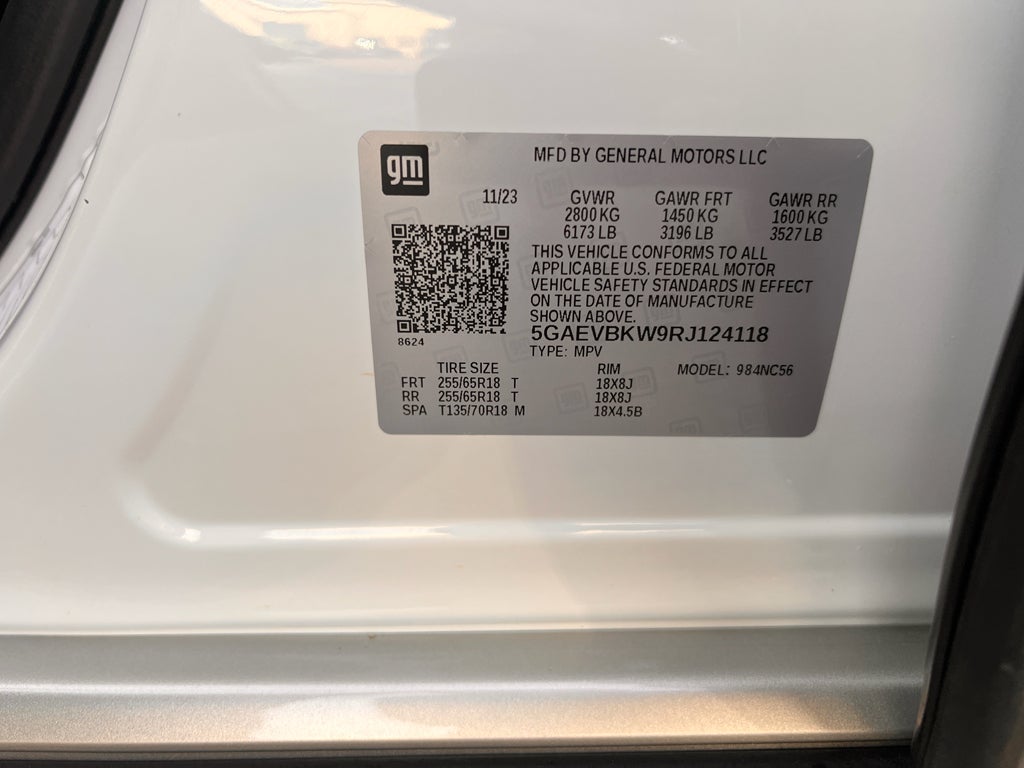 gm
MFD BY GENERAL MOTORS LLC
11/23 GVWR GAWR FRT GAWR RR
2800 KG 1450 KG 1600 KG
6173 LB 3196 LB 3527 LB
THIS VEHICLE CONFORMS TO ALL
APPLICABLE U.S. FEDERAL MOTOR
VEHICLE SAFETY STANDARDS IN EFFECT
ON THE DATE OF MANUFACTURE
SHOWN ABOVE.
8624
5GAEVBKW9RJ124118
TYPE: MPV
TIRE SIZE RIM MODEL: 984NC56
FRT 255/65R18 T 18X8J
RR 255/65R18 T 18X8J
SPA T135/70R18 M 18X4.5B